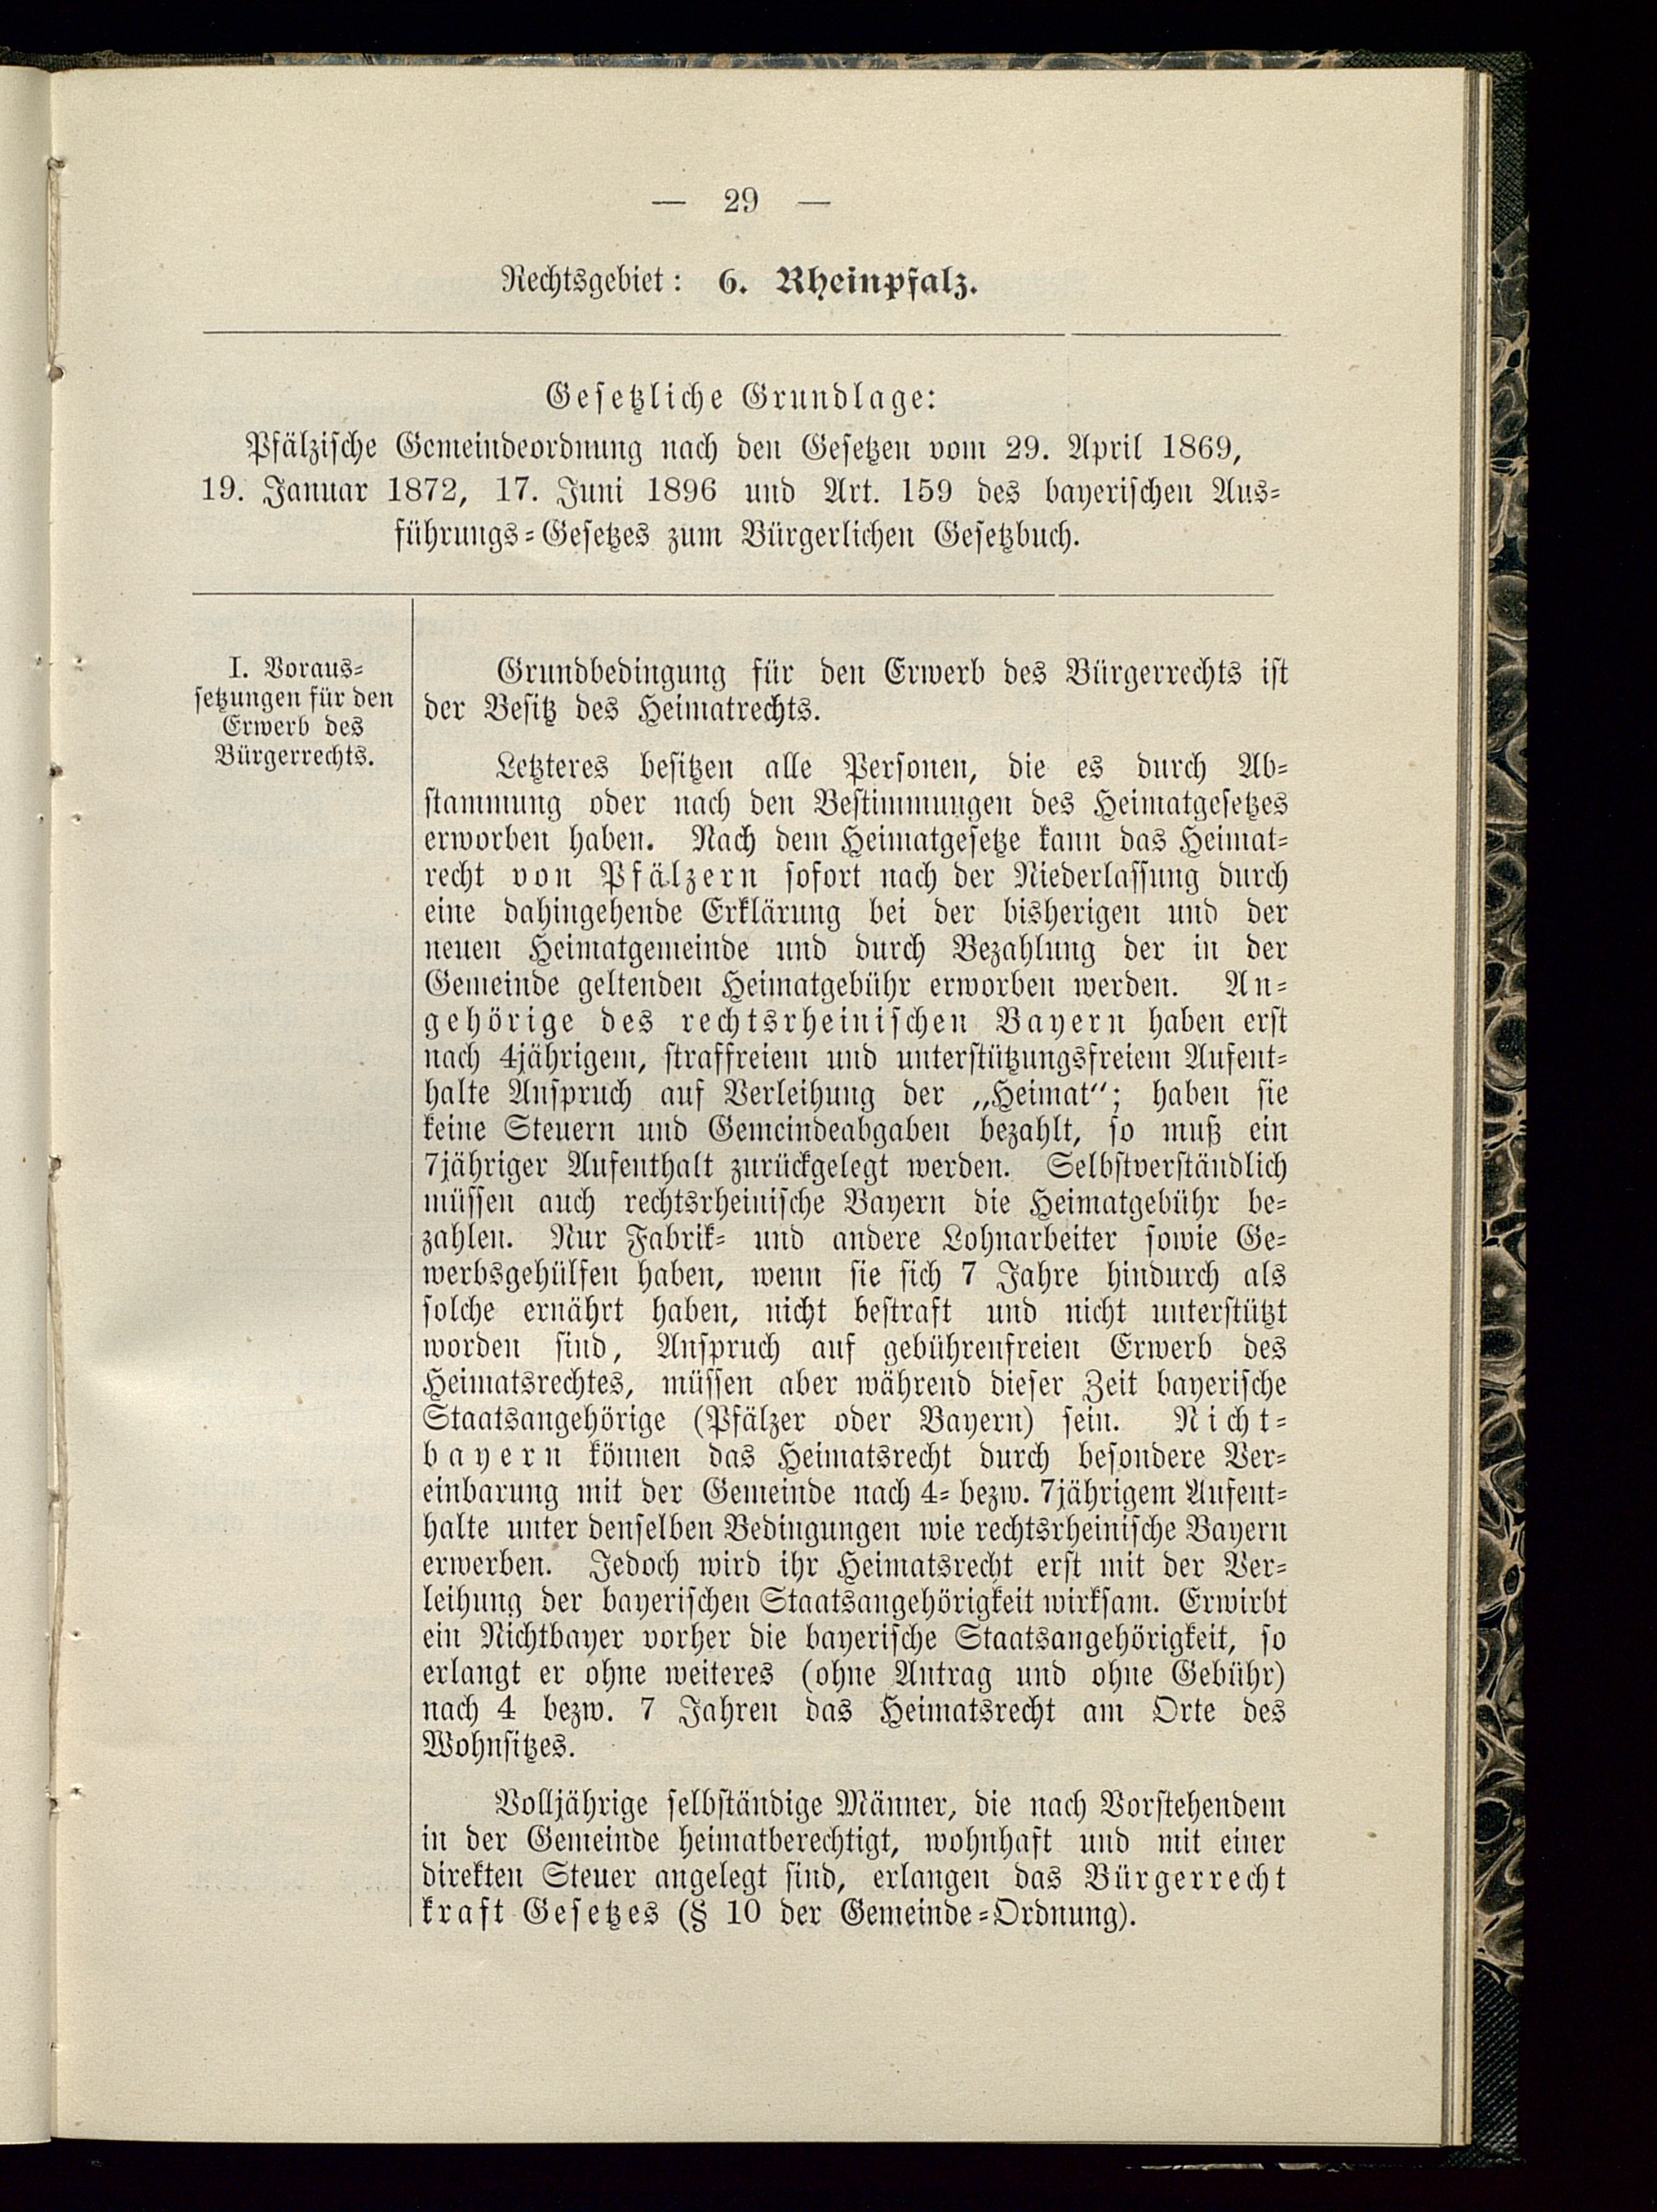 — 29 —
Rechtsgebiet: 6. Rheinpfalz.
Gesetzliche Grundlage:
Pfälzische Gemeindeordnung nach den Gesetzen vom 29. April 1869,
19. Januar 1872, 17. Juni 1896 und Art. 159 des bayerischen Aus-
führungs-Gesetzes zum Bürgerlichen Gesetzbuch.
I. Voraus-
setzungen für den
Erwerb des
Bürgerrechts.
Grundbedingung für den Erwerb des Bürgerrechts ist
der Besitz des Heimatrechts.
Letzteres besitzen alle Personen, die es durch Ab-
stammung oder nach den Bestimmungen des Heimatgesetzes
erworben haben. Nach dem Heimatgesetze kann das Heimat-
recht von Pfälzern sofort nach der Niederlassung durch
eine dahingehende Erklärung bei der bisherigen und der
neuen Heimatgemeinde und durch Bezahlung der in der
Gemeinde geltenden Heimatgebühr erworben werden. An-
gehörige des rechtsrheinischen Bayern haben erst
nach 4jährigem, straffreiem und unterstützungsfreiem Aufent-
halte Anspruch auf Verleihung der „Heimat“; haben sie
keine Steuern und Gemeindeabgaben bezahlt, so muß ein
7jähriger Aufenthalt zurückgelegt werden. Selbstverständlich
müssen auch rechtsrheinische Bayern die Heimatgebühr be-
zahlen. Nur Fabrik- und andere Lohnarbeiter sowie Ge-
werbsgehülfen haben, wenn sie sich 7 Jahre hindurch als
solche ernährt haben, nicht bestraft und nicht unterstützt
worden sind, Anspruch auf gebührenfreien Erwerb des
Heimatsrechtes, müssen aber während dieser Zeit bayerische
Staatsangehörige (Pfälzer oder Bayern) sein. Nicht-
bayern können das Heimatsrecht durch besondere Ver-
einbarung mit der Gemeinde nach 4- bezw. 7jährigem Aufent-
halte unter denselben Bedingungen wie rechtsrheinische Bayern
erwerben. Jedoch wird ihr Heimatsrecht erst mit der Ver-
leihung der bayerischen Staatsangehörigkeit wirksam. Erwirbt
ein Nichtbayer vorher die bayerische Staatsangehörigkeit, so
erlangt er ohne weiteres (ohne Antrag und ohne Gebühr)
nach 4 bezw. 7 Jahren das Heimatsrecht am Orte des
Wohnsitzes.
Volljährige selbständige Männer, die nach Vorstehendem
in der Gemeinde heimatberechtigt, wohnhaft und mit einer
direkten Steuer angelegt sind, erlangen das Bürgerrecht
kraft Gesetzes (§ 10 der Gemeinde-Ordnung).